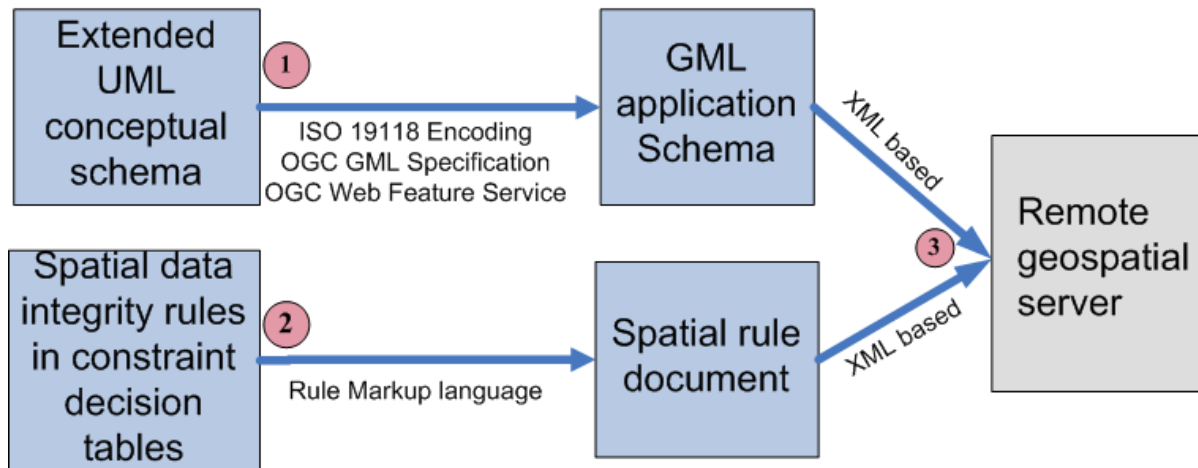 Extended
UML
conceptual
schema
1
ISO 19118 Encoding
OGC GML Specification
OGC Web Feature Service
GML
application
Schema
XML based
Spatial data
integrity rules
in constraint
decision
tables
2
Rule Markup language
Spatial rule
document
XML based
3
Remote
geospatial
server